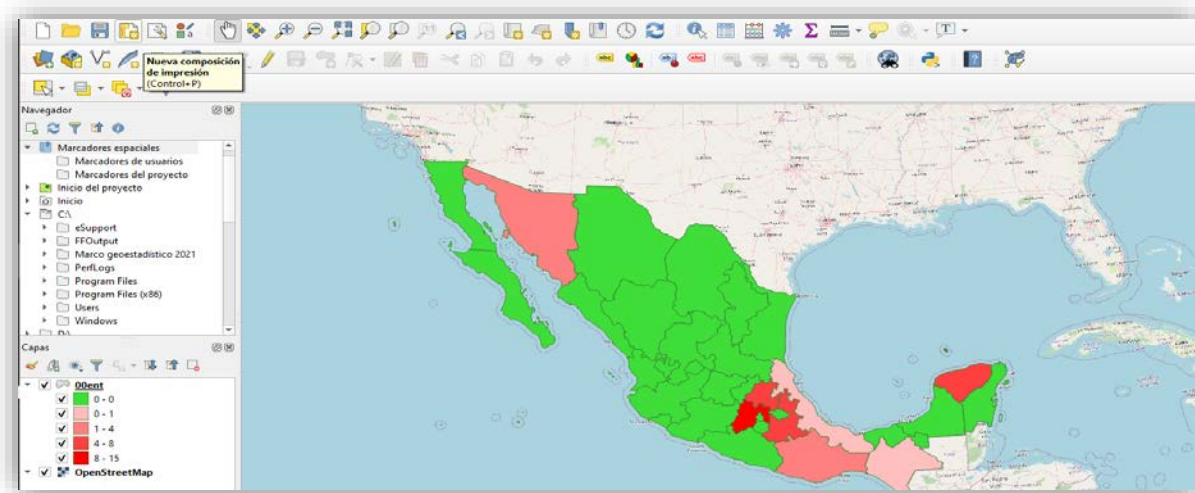 Nueva composición
de impresión
(Control+P)
Navegador
Marcadores espaciales
Marcadores de usuarios
Marcadores del proyecto
Inicio del proyecto
Inicio
C:\
eSupport
FFOutput
Marco geoestadístico 2021
PerfLogs
Program Files
Program Files (x86)
Users
Windows
D:\
Capas
00ent
0 - 0
0 - 1
1 - 4
4 - 8
8 - 15
OpenStreetMap